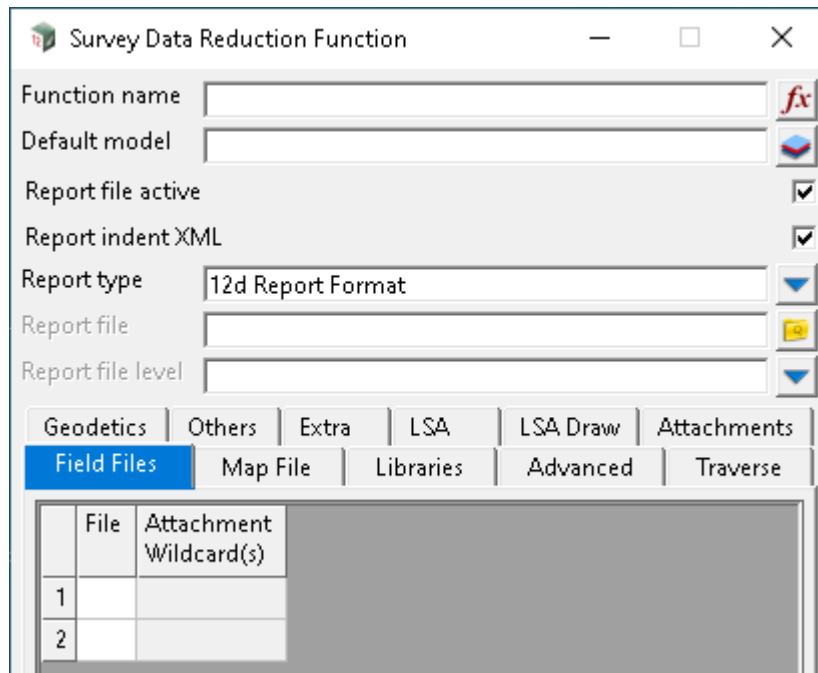 Survey Data Reduction Function
Function name
Default model
Report file active
Report indent XML
Report type 12d Report Format
Report file
Report file level
Geodetics Others Extra LSA LSA Draw Attachments
Field Files Map File Libraries Advanced Traverse
File Attachment
Wildcard(s)
1
2